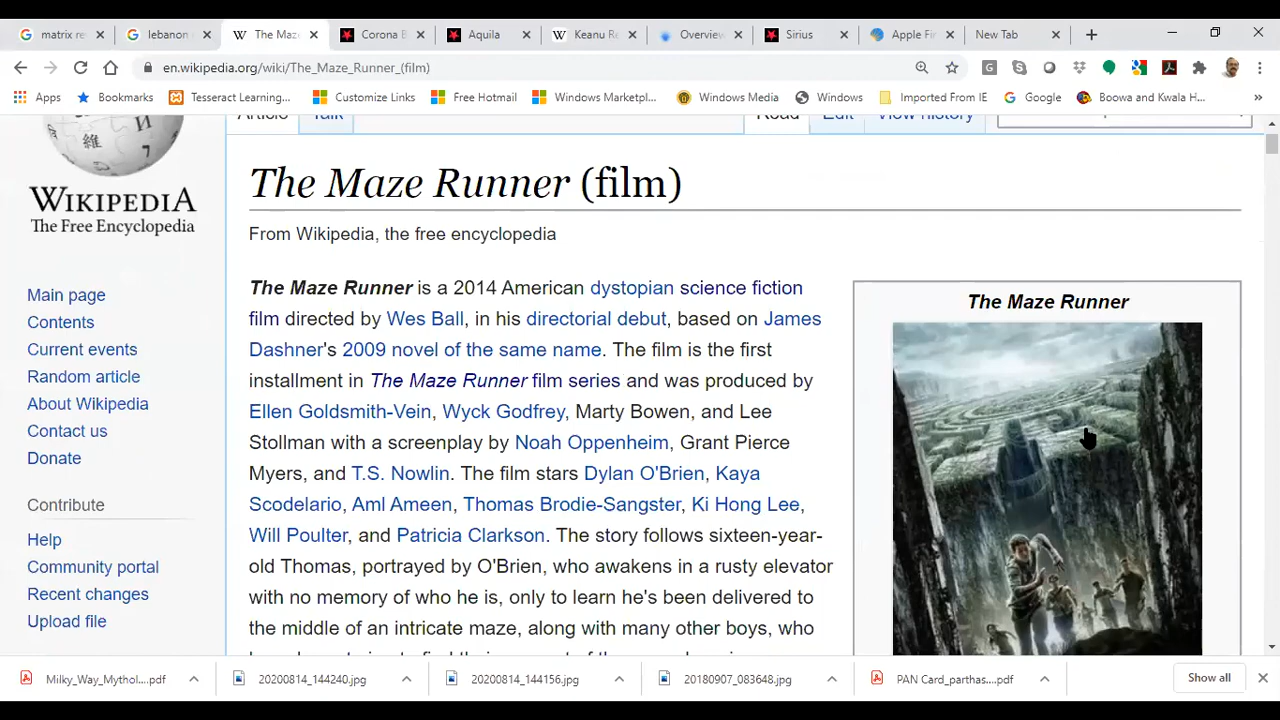 matrix re
lebanon
The Maz
Corona B
Aquila
Keanu Re
Overview
Sirius
Apple Fir
New Tab
en.wikipedia.org/wiki/The_Maze_Runner_(film)
Apps
Bookmarks
Tesseract Learning...
Customize Links
Free Hotmail
Windows Marketpl...
Windows Media
Windows
Imported From IE
Google
Boowa and Kwala H...
Article
Talk
Read
Edit
View history
WIKIPEDIA
The Free Encyclopedia
Main page
Contents
Current events
Random article
About Wikipedia
Contact us
Donate
Contribute
Help
Community portal
Recent changes
Upload file
The Maze Runner (film)
From Wikipedia, the free encyclopedia
The Maze Runner is a 2014 American dystopian science fiction
film directed by Wes Ball, in his directorial debut, based on James
Dashner's 2009 novel of the same name. The film is the first
installment in The Maze Runner film series and was produced by
Ellen Goldsmith-Vein, Wyck Godfrey, Marty Bowen, and Lee
Stollman with a screenplay by Noah Oppenheim, Grant Pierce
Myers, and T.S. Nowlin. The film stars Dylan O'Brien, Kaya
Scodelario, Aml Ameen, Thomas Brodie-Sangster, Ki Hong Lee,
Will Poulter, and Patricia Clarkson. The story follows sixteen-year-
old Thomas, portrayed by O'Brien, who awakens in a rusty elevator
with no memory of who he is, only to learn he's been delivered to
the middle of an intricate maze, along with many other boys, who
The Maze Runner
Milky_Way_Mythol....pdf
20200814_144240.jpg
20200814_144156.jpg
20180907_083648.jpg
PAN Card_parthas....pdf
Show all